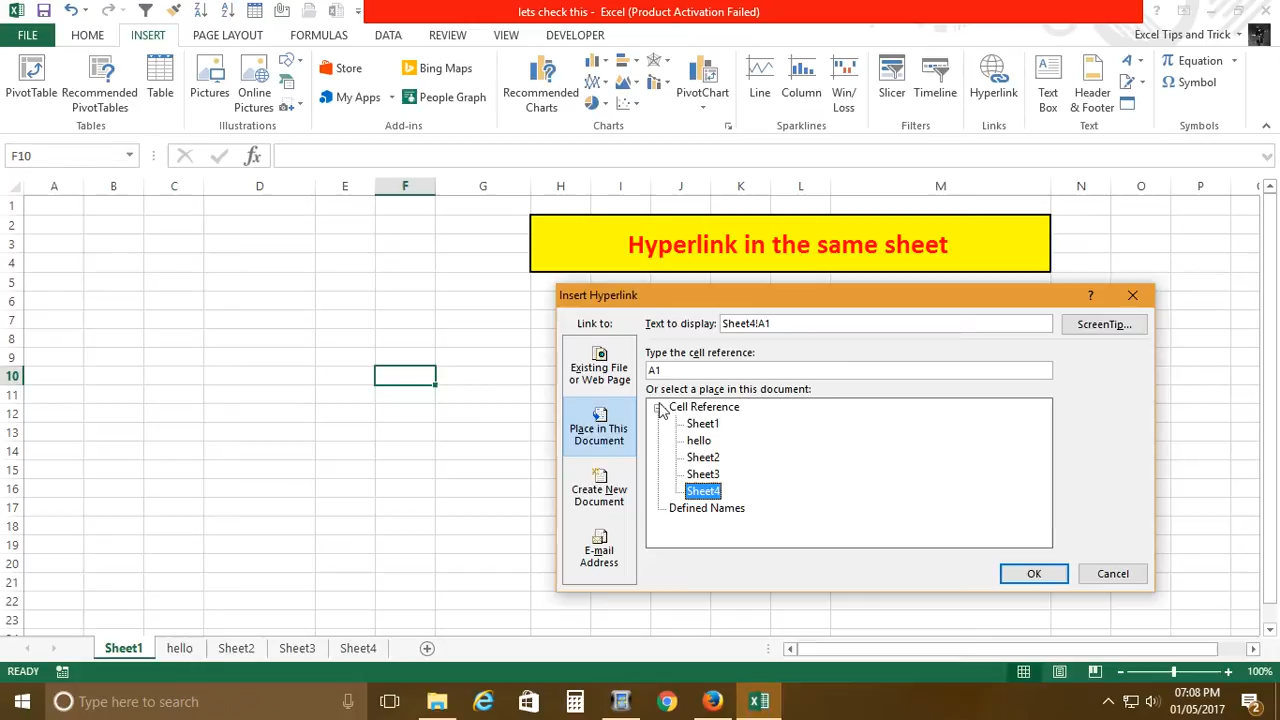 lets check this - Excel (Product Activation Failed)
FILE HOME INSERT PAGE LAYOUT FORMULAS DATA REVIEW VIEW DEVELOPER Excel Tips and Trick
PivotTable
Recommended
PivotTables
Table
Tables
Pictures
Online
Pictures
Illustrations
Store
My Apps
Bing Maps
People Graph
Add-ins
Recommended
Charts
PivotChart
Charts
Line
Column
Win/
Loss
Sparklines
Slicer
Timeline
Filters
Hyperlink
Links
Text
Box
Header
& Footer
Text
Equation
Symbol
Symbols
F10
fx
A B C D E F G H I J K L M N O P
1
2
3
4
5
6
7
8
9
10
11
12
13
14
15
16
17
18
19
20
21
22
23
Hyperlink in the same sheet
Insert Hyperlink
?
Link to:
Existing File
or Web Page
Place in This
Document
Create New
Document
E-mail
Address
Text to display: Sheet4!A1
ScreenTip...
Type the cell reference:
A1
Or select a place in this document:
Cell Reference
Sheet1
hello
Sheet2
Sheet3
Sheet4
Defined Names
OK Cancel
Sheet1 hello Sheet2 Sheet3 Sheet4
READY
100%
Type here to search
07:08 PM
01/05/2017
2